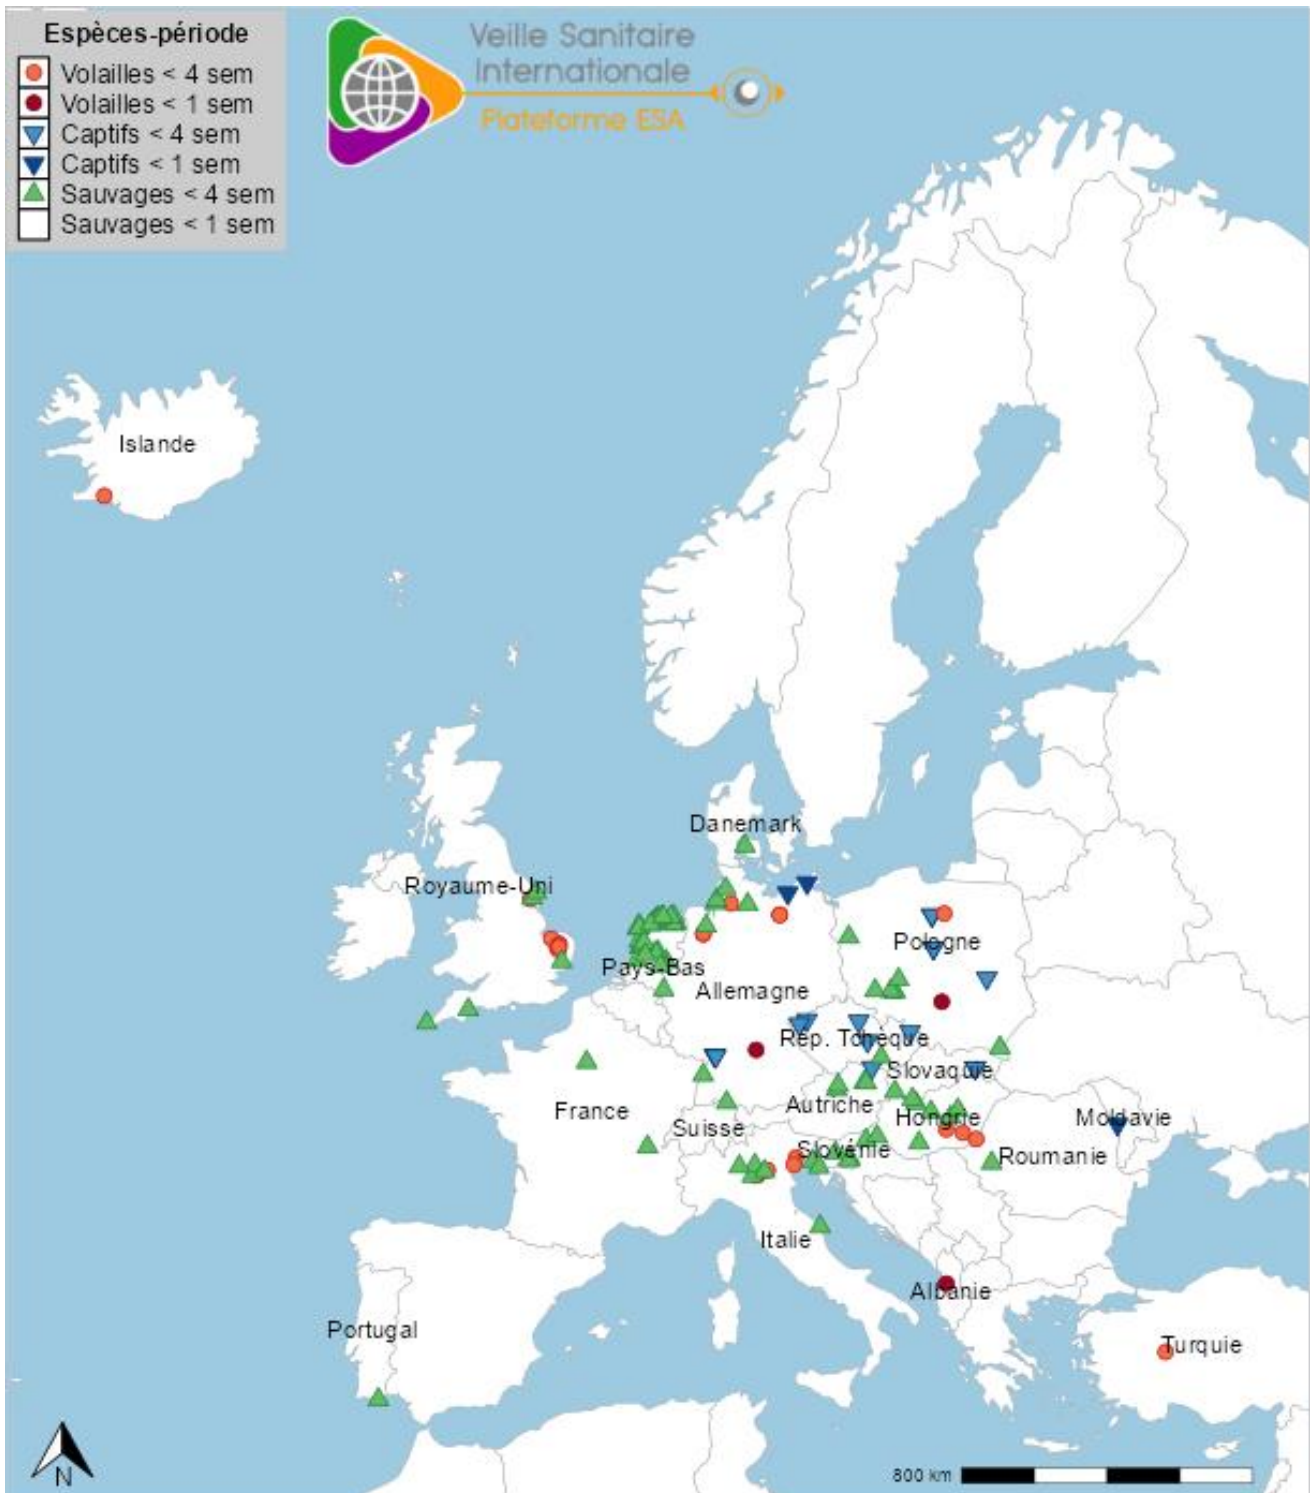 Espèces-période
Volailles < 4 sem
Volailles < 1 sem
Captifs < 4 sem
Captifs < 1 sem
Sauvages < 4 sem
Sauvages < 1 sem
Veille Sanitaire
Internationale
Plateforme ESA
Islande
Danemark
Royaume-Uni
Pologne
Pays-Bas
Allemagne
Rép. Tchèque
Slovaquie
Autriche
France
Hongrie
Moldavie
Suisse
Slovénie
Roumanie
Italie
Albanie
Portugal
Turquie
N
800 km